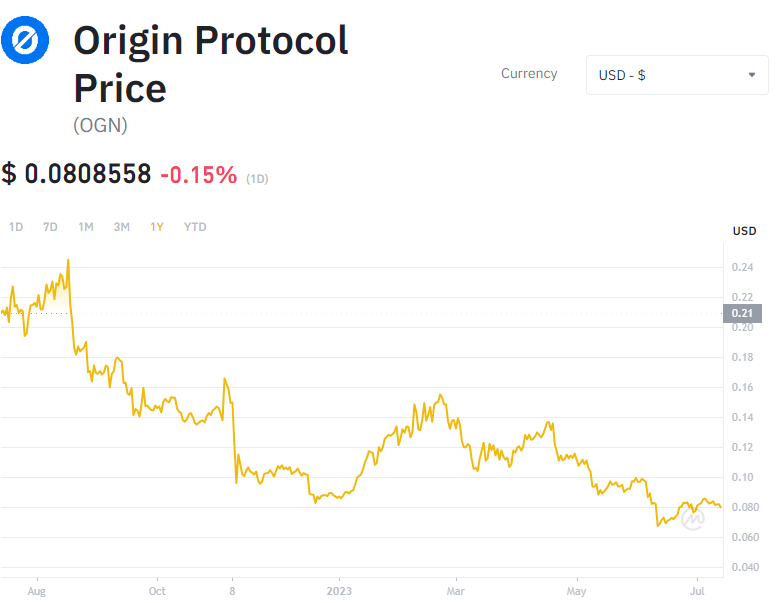 Origin Protocol
Price
(OGN)
Currency
USD - $
$ 0.0808558 -0.15% (1D)
1D 7D 1M 3M 1Y YTD
USD
0.24
0.22
0.21
0.20
0.18
0.16
0.14
0.12
0.10
0.080
0.060
0.040
Aug Oct 8 2023 Mar May Jul